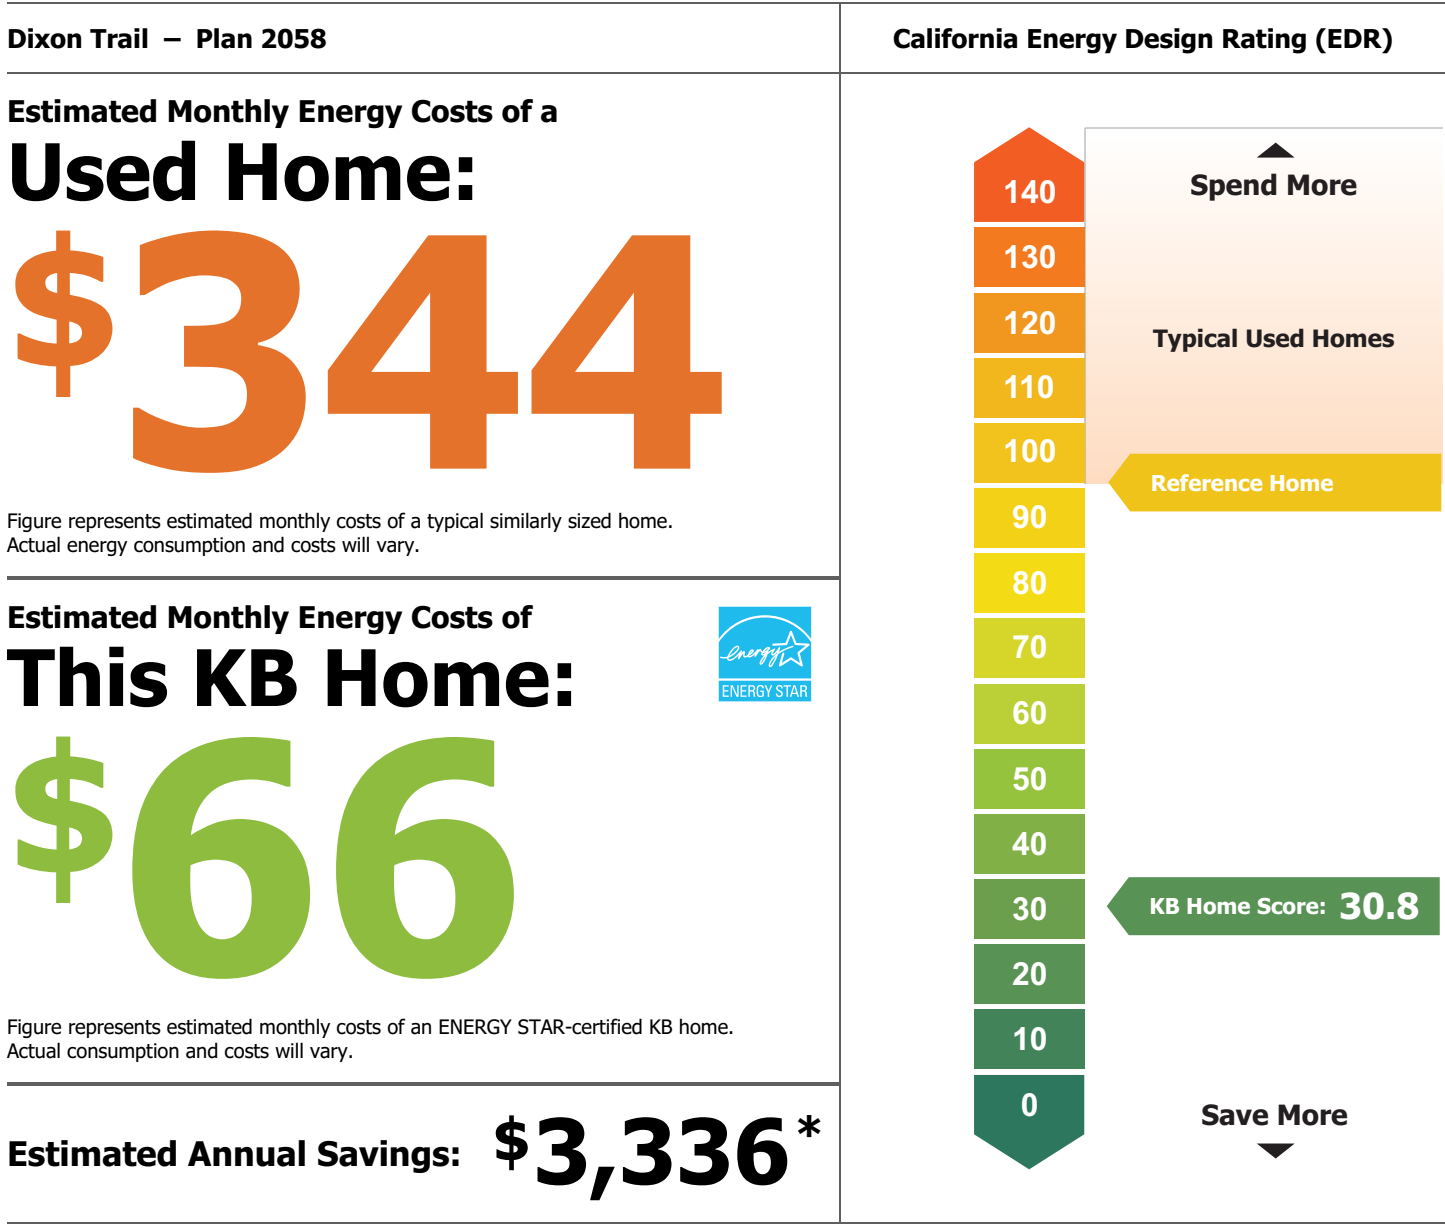 Dixon Trail – Plan 2058
Estimated Monthly Energy Costs of a
Used Home:
$344
Figure represents estimated monthly costs of a typical similarly sized home.
Actual energy consumption and costs will vary.
Estimated Monthly Energy Costs of
This KB Home:
energy
ENERGY STAR
$66
Figure represents estimated monthly costs of an ENERGY STAR-certified KB home.
Actual consumption and costs will vary.
Estimated Annual Savings: $3,336*
California Energy Design Rating (EDR)
140
Spend More
130
120
Typical Used Homes
110
100
Reference Home
90
80
70
60
50
40
30
KB Home Score: 30.8
20
10
0
Save More